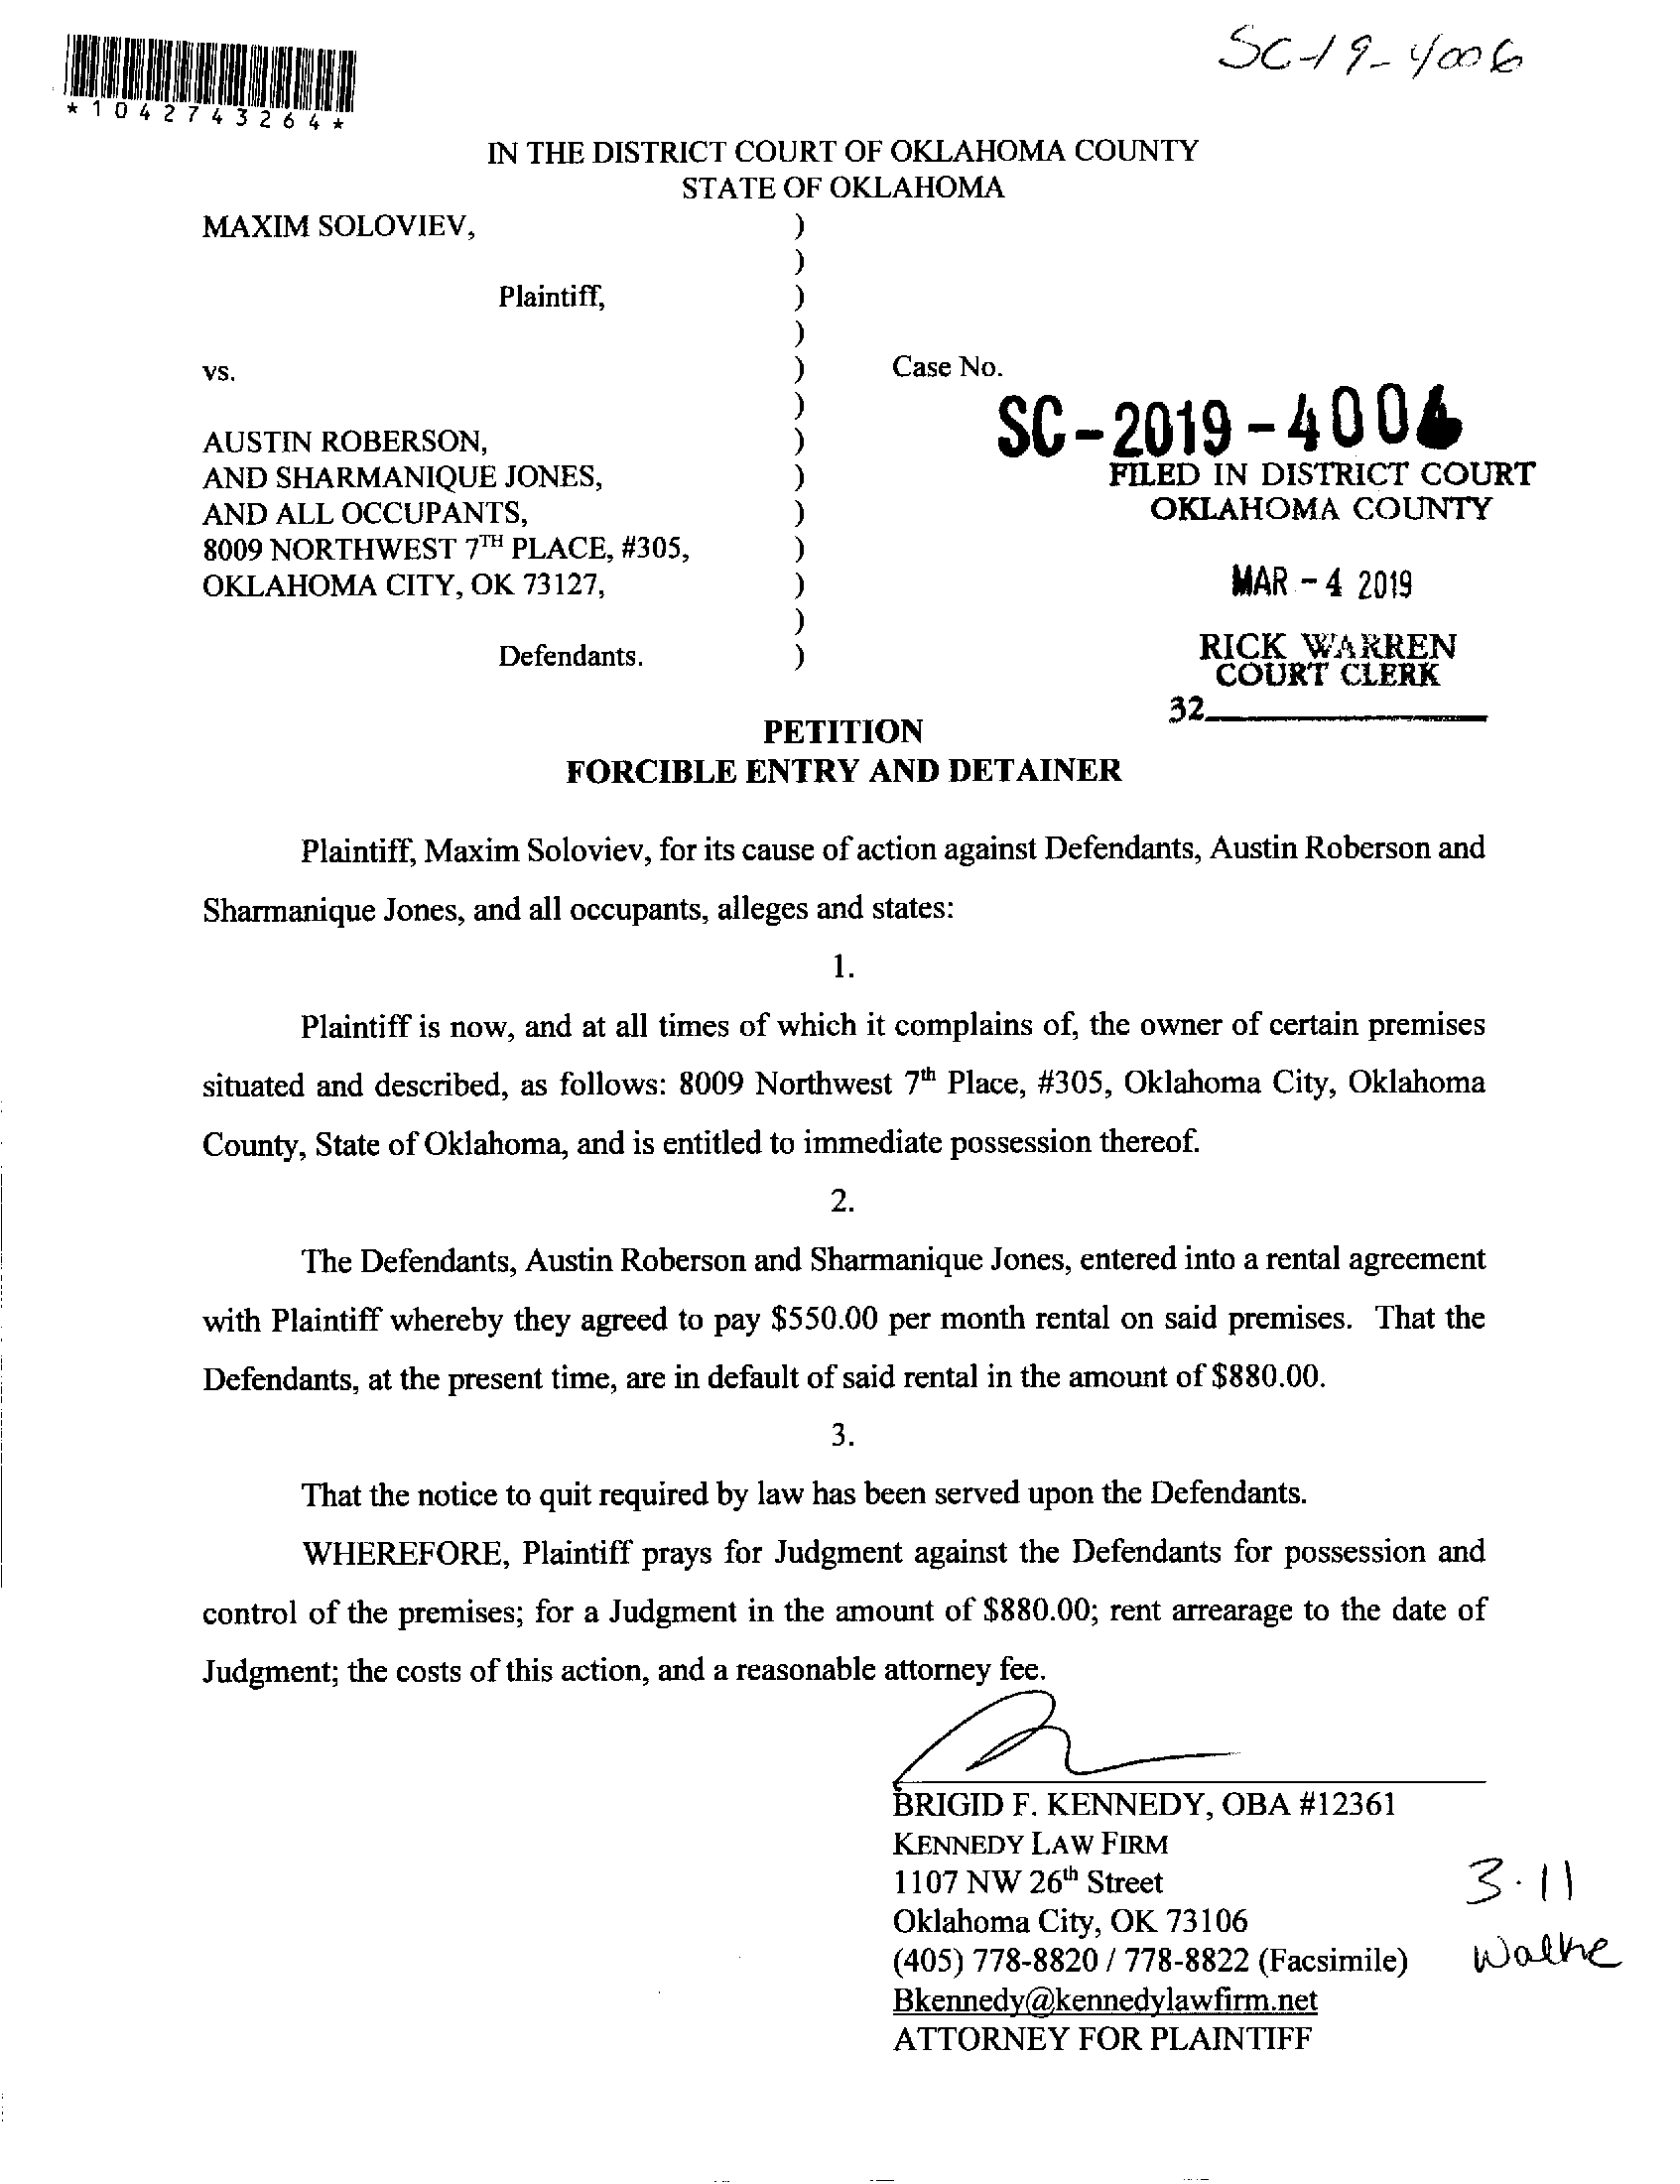 SC-19-4006
*1042743264*
IN THE DISTRICT COURT OF OKLAHOMA COUNTY
STATE OF OKLAHOMA
MAXIM SOLOVIEV, )
)
Plaintiff, )
)
vs. ) Case No.
) SC-2019-4006
AUSTIN ROBERSON, )
AND SHARMANIQUE JONES, ) FILED IN DISTRICT COURT
AND ALL OCCUPANTS, ) OKLAHOMA COUNTY
8009 NORTHWEST 7TH PLACE, #305, )
OKLAHOMA CITY, OK 73127, ) MAR - 4 2019
)
Defendants. ) RICK WARREN
COURT CLERK
32
PETITION
FORCIBLE ENTRY AND DETAINER
Plaintiff, Maxim Soloviev, for its cause of action against Defendants, Austin Roberson and
Sharmanique Jones, and all occupants, alleges and states:
1.
Plaintiff is now, and at all times of which it complains of, the owner of certain premises
situated and described, as follows: 8009 Northwest 7th Place, #305, Oklahoma City, Oklahoma
County, State of Oklahoma, and is entitled to immediate possession thereof.
2.
The Defendants, Austin Roberson and Sharmanique Jones, entered into a rental agreement
with Plaintiff whereby they agreed to pay $550.00 per month rental on said premises. That the
Defendants, at the present time, are in default of said rental in the amount of $880.00.
3.
That the notice to quit required by law has been served upon the Defendants.
WHEREFORE, Plaintiff prays for Judgment against the Defendants for possession and
control of the premises; for a Judgment in the amount of $880.00; rent arrearage to the date of
Judgment; the costs of this action, and a reasonable attorney fee.
BRIGID F. KENNEDY, OBA #12361
KENNEDY LAW FIRM
1107 NW 26th Street
Oklahoma City, OK 73106
(405) 778-8820 / 778-8822 (Facsimile)
Bkennedy@kennedylawfirm.net
ATTORNEY FOR PLAINTIFF
3.11